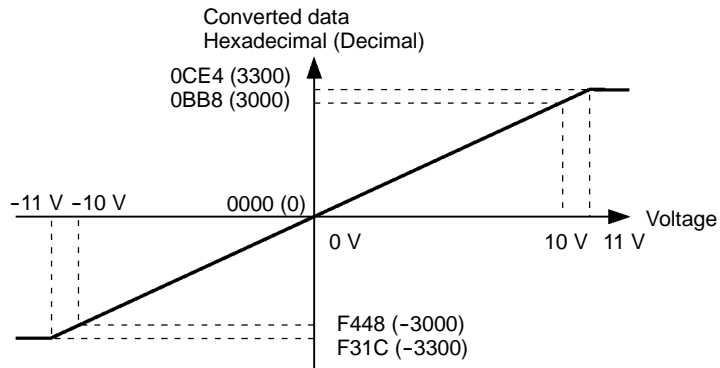 Converted data
Hexadecimal (Decimal)
0CE4 (3300)
0BB8 (3000)
-11 V -10 V
0000 (0)
Voltage
0 V
10 V 11 V
F448 (-3000)
F31C (-3300)